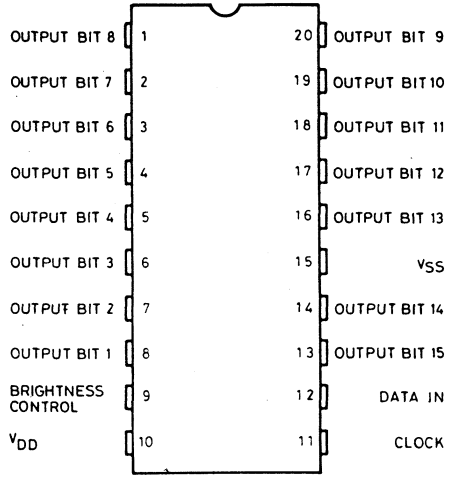 OUTPUT BIT 8 1 20 OUTPUT BIT 9
OUTPUT BIT 7 2 19 OUTPUT BIT 10
OUTPUT BIT 6 3 18 OUTPUT BIT 11
OUTPUT BIT 5 4 17 OUTPUT BIT 12
OUTPUT BIT 4 5 16 OUTPUT BIT 13
OUTPUT BIT 3 6 15 VSS
OUTPUT BIT 2 7 14 OUTPUT BIT 14
OUTPUT BIT 1 8 13 OUTPUT BIT 15
BRIGHTNESS
CONTROL 9 12 DATA IN
VDD 10 11 CLOCK